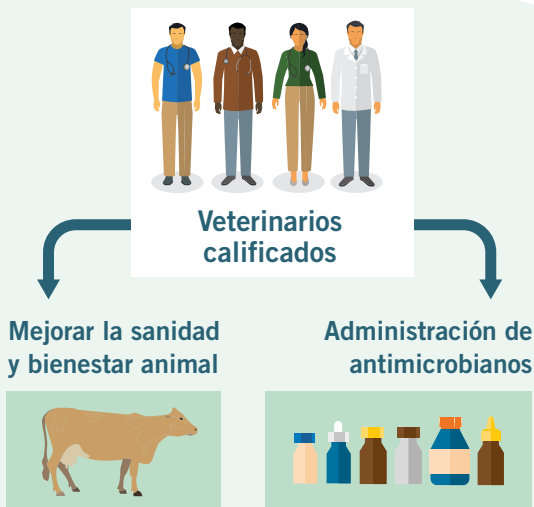 Veterinarios
calificados
Mejorar la sanidad
y bienestar animal
Administración de
antimicrobianos